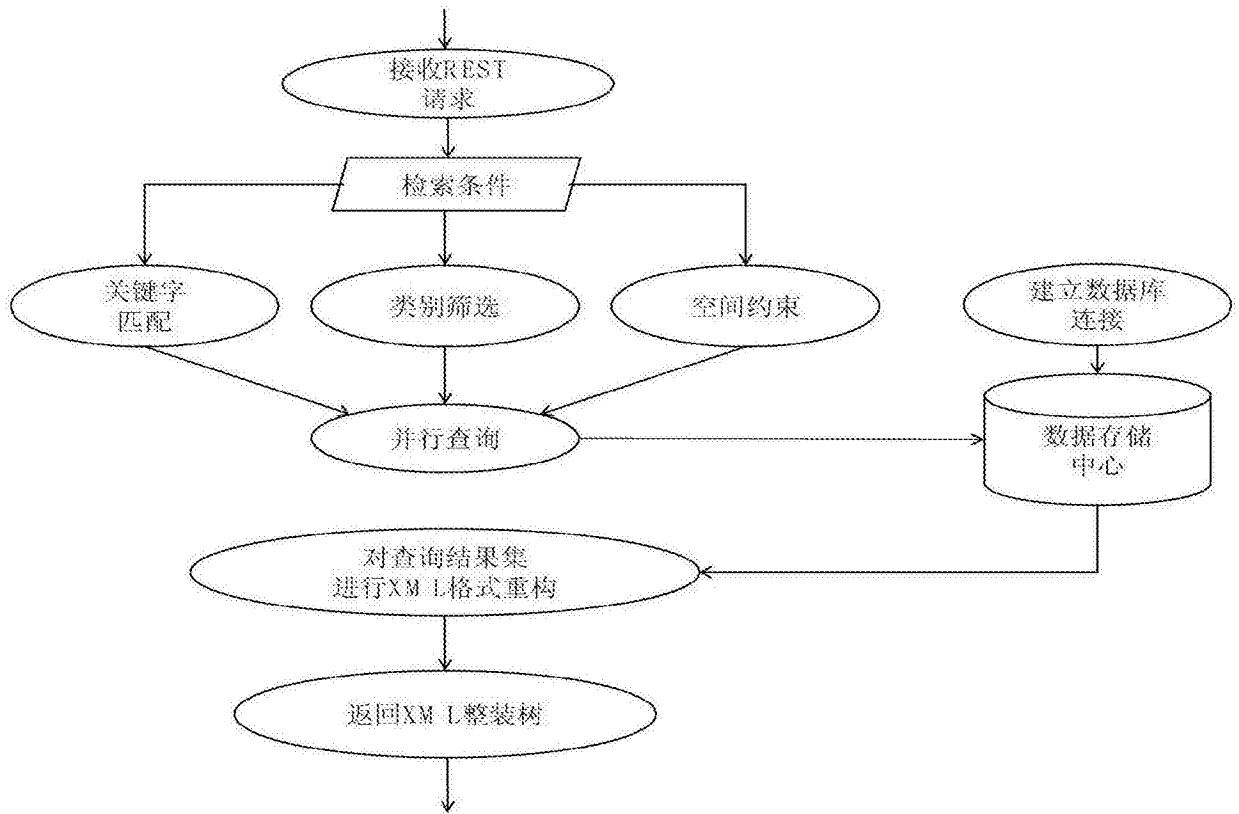 接收REST
请求
检索条件
关键字
匹配
类别筛选
空间约束
建立数据库
连接
并行查询
数据存储
中心
对查询结果集
进行XML格式重构
返回XML整装树